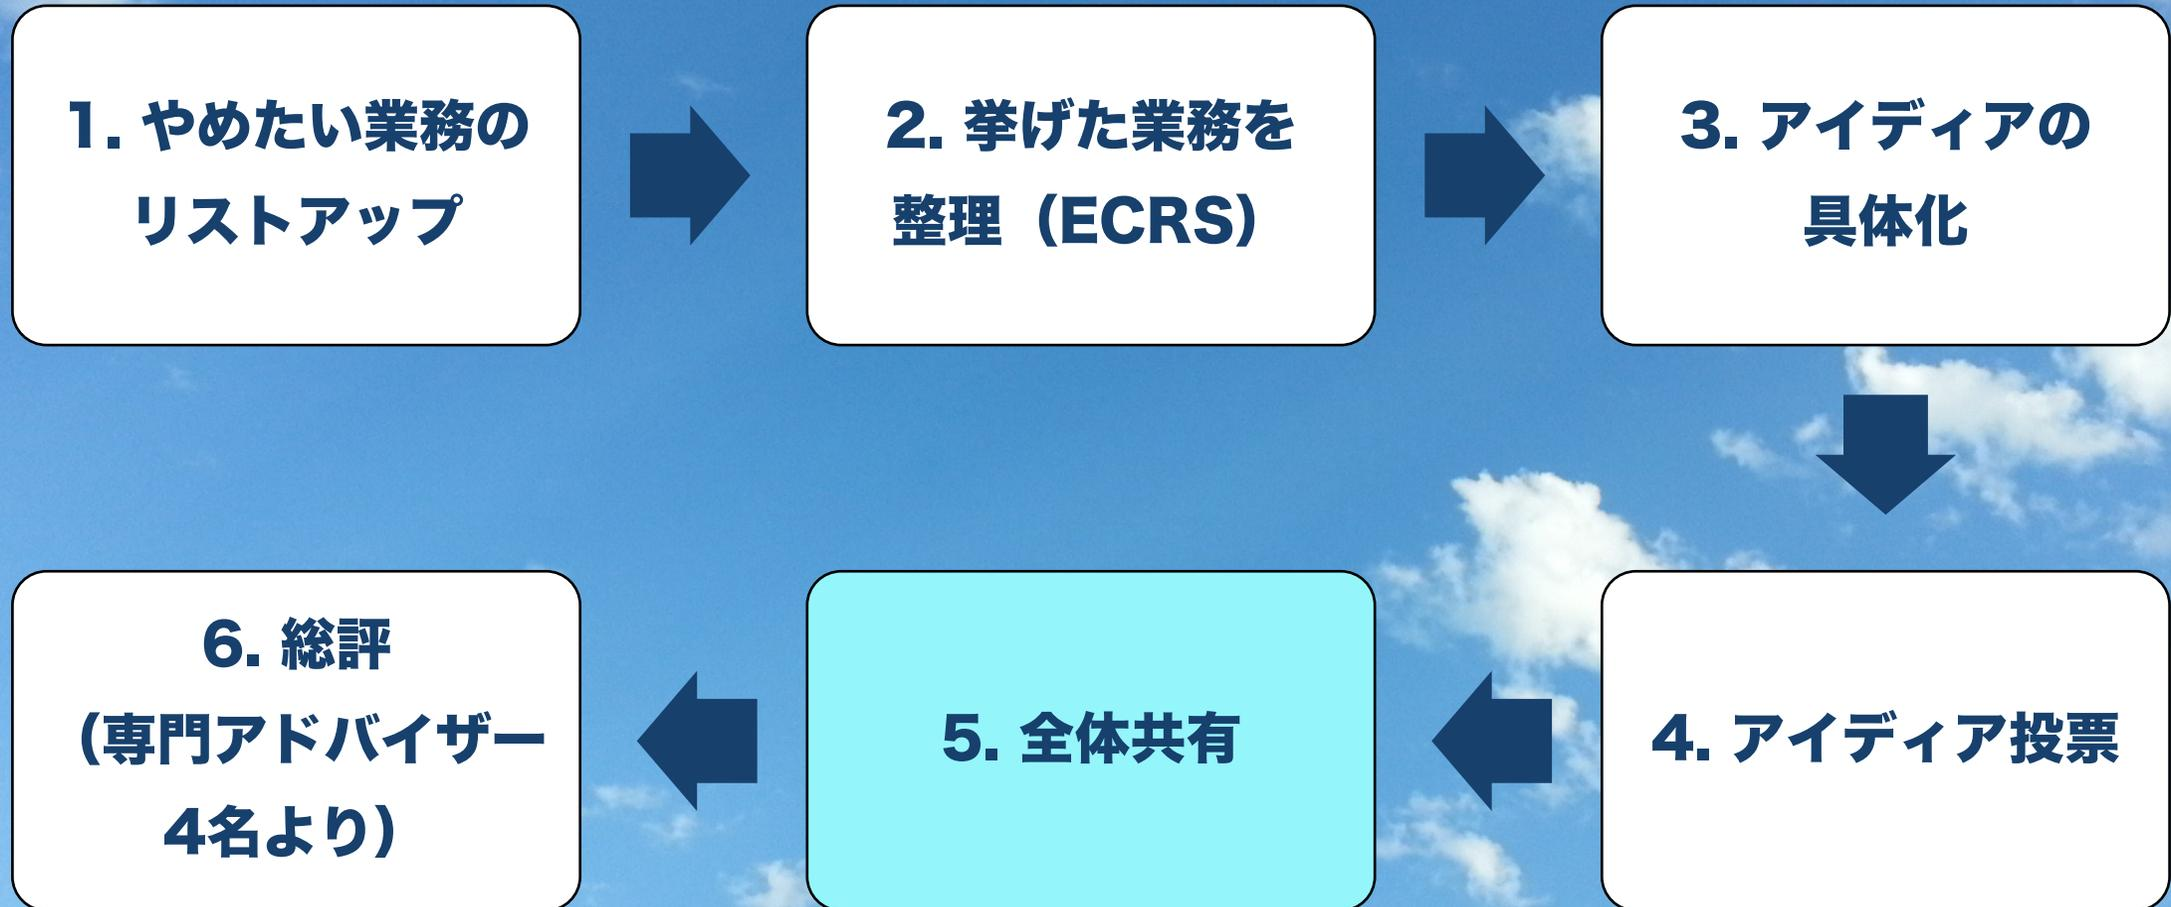 1. やめたい業務の
リストアップ
2. 挙げた業務を
整理（ECRS）
3. アイディアの
具体化
4. アイディア投票
5. 全体共有
6. 総評
（専門アドバイザー
4名より）